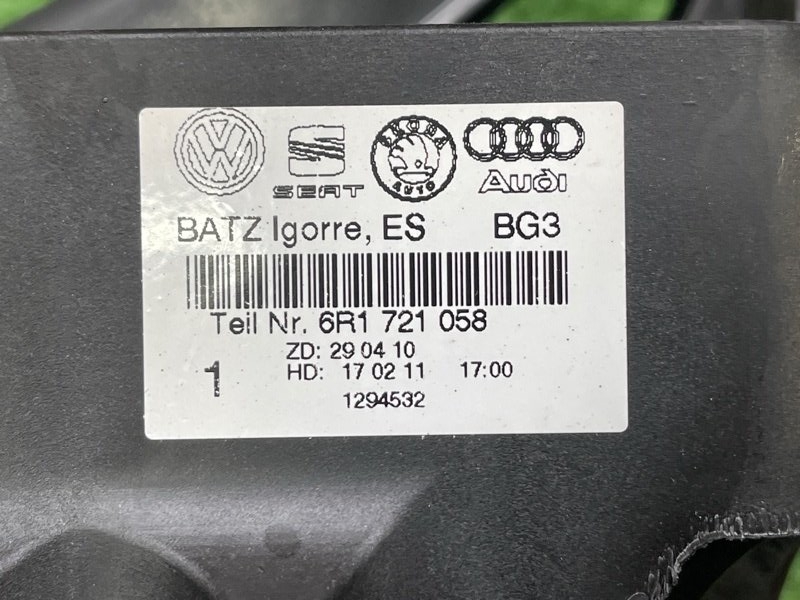 SEAT
SKODA
AUTO
Audi
BATZ Igorre, ES BG3
Teil Nr. 6R1 721 058
ZD: 29 04 10
1 HD: 17 02 11 17:00
1294532